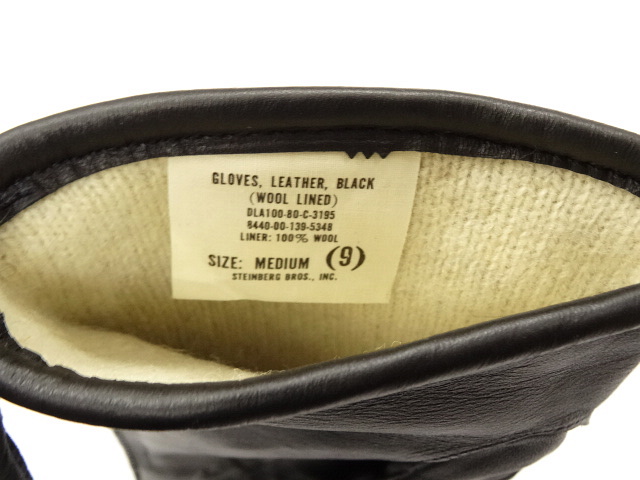 GLOVES, LEATHER, BLACK
(WOOL LINED)
DLA100-80-C-3195
8440-00-139-5348
LINER: 100% WOOL
SIZE: MEDIUM (9)
STEINBERG BROS., INC.